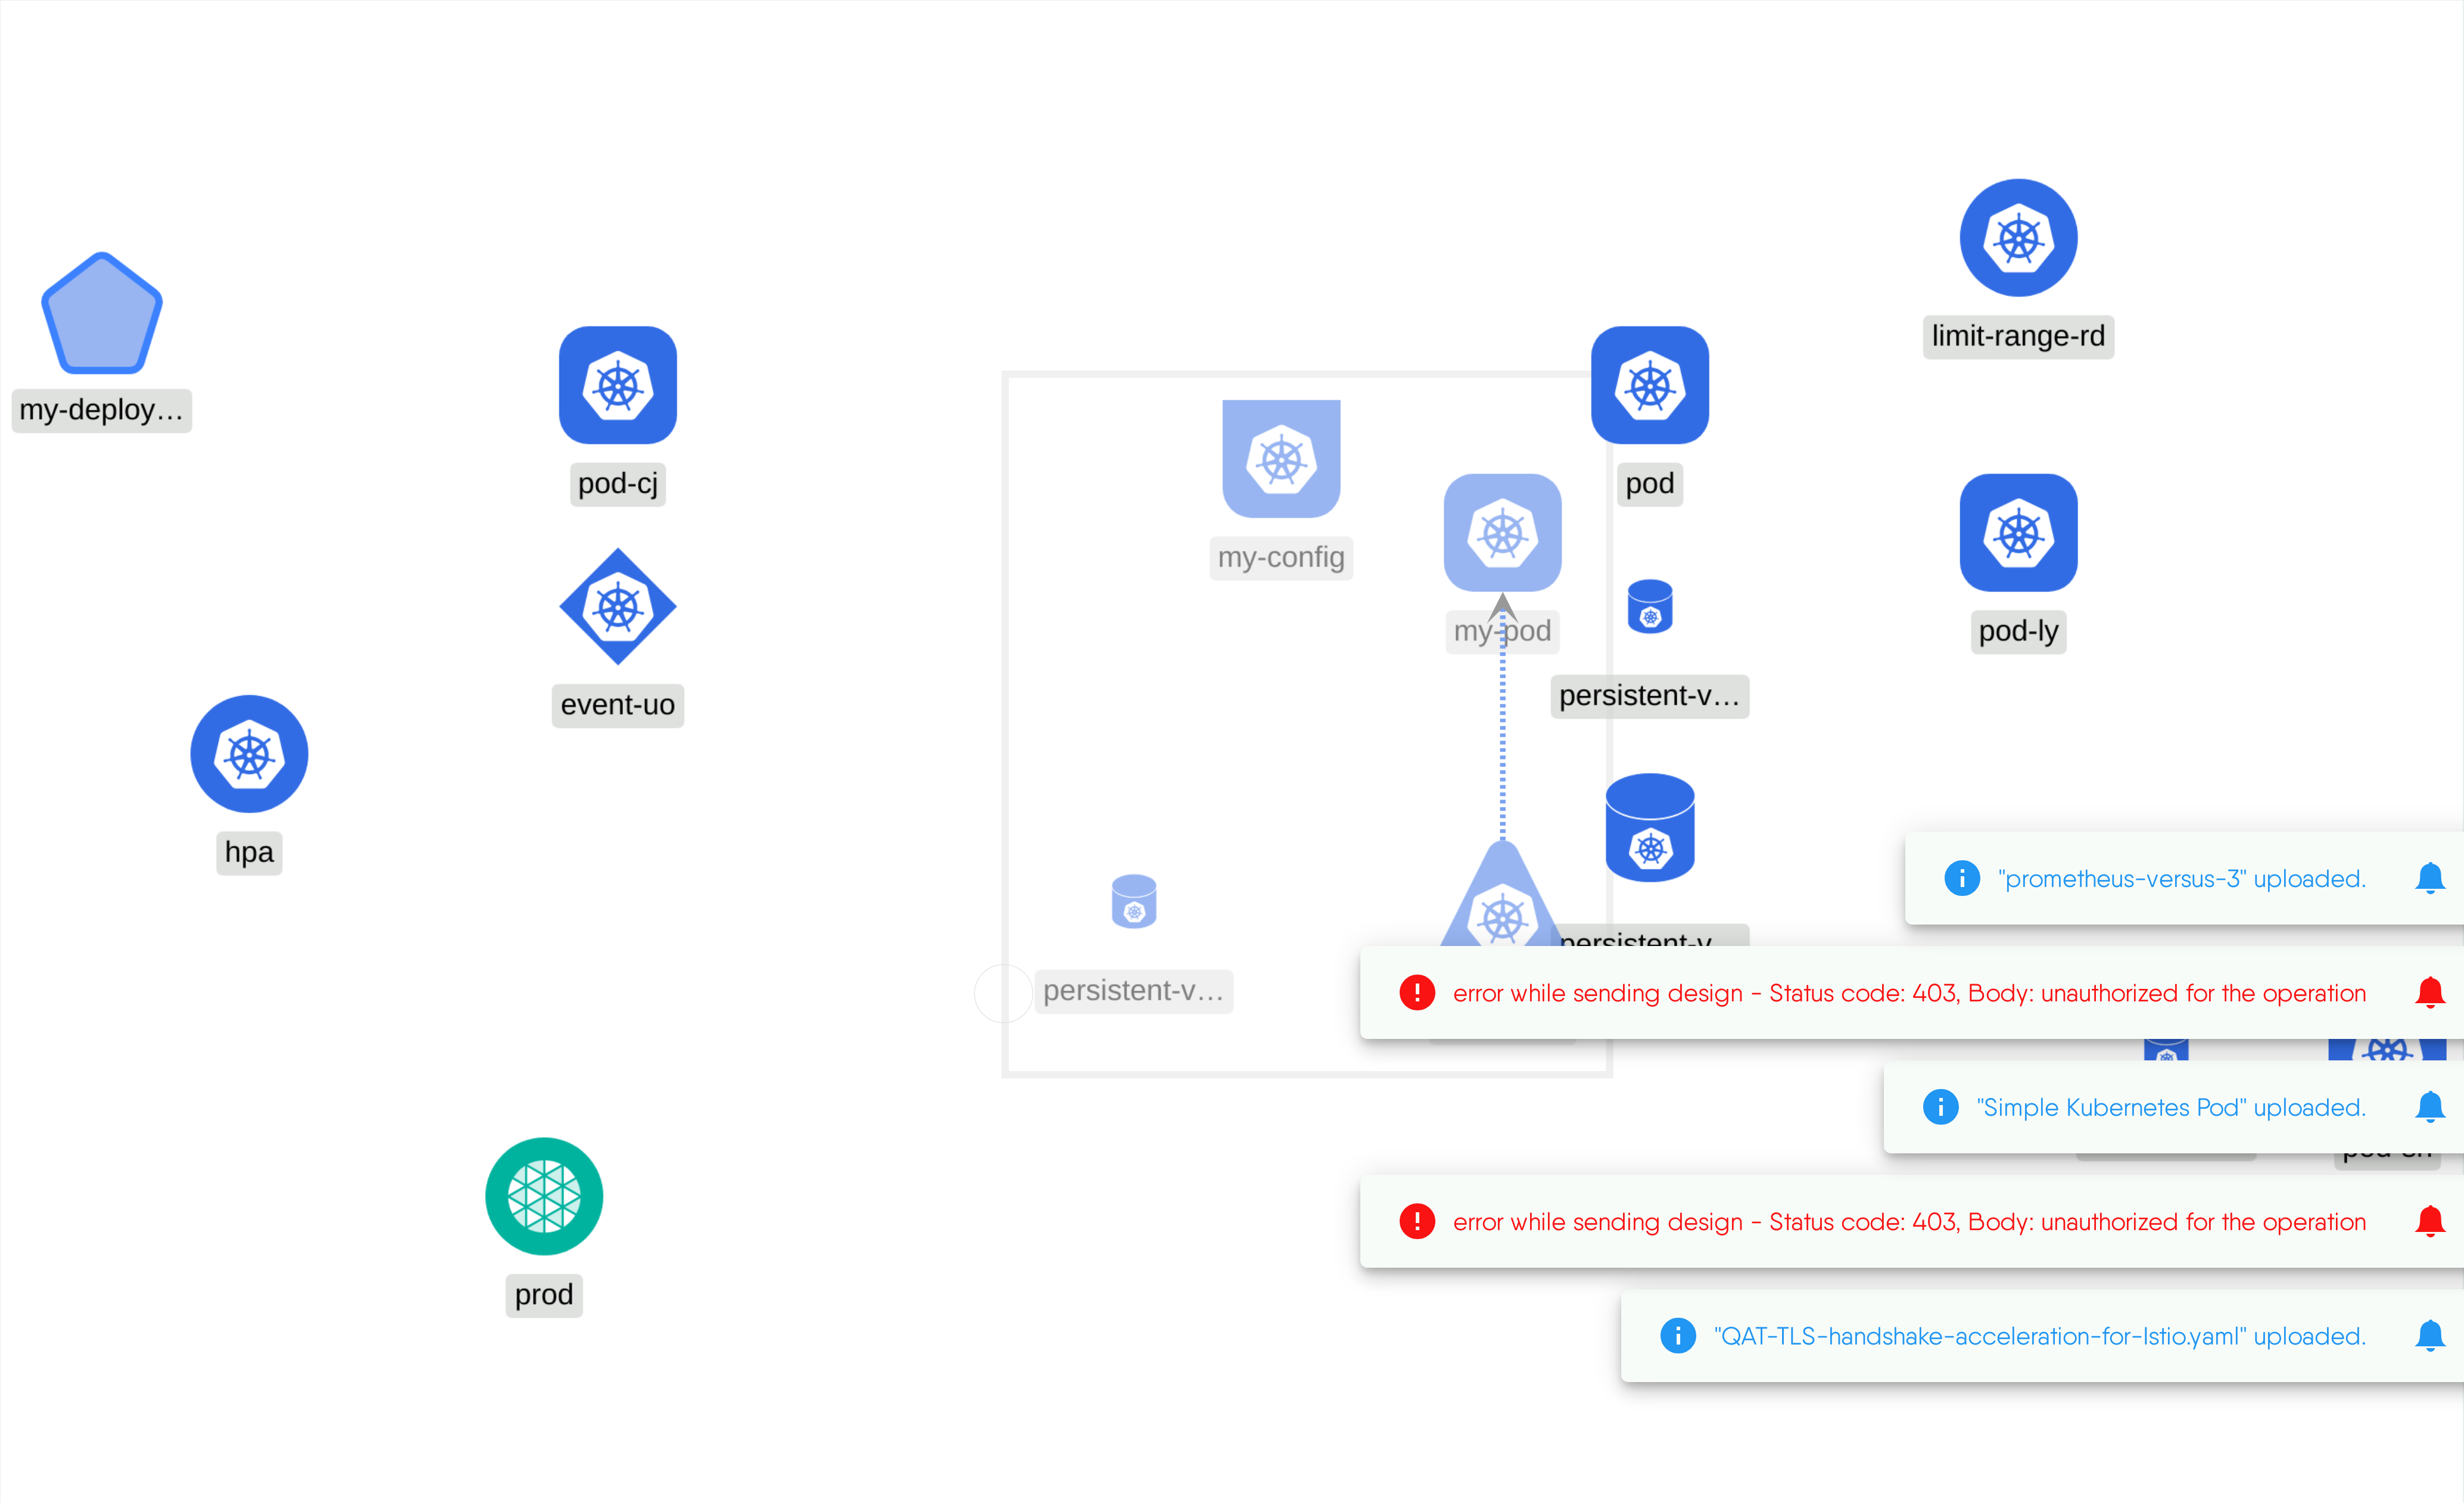 limit-range-rd
my-deploy…
pod-cj
pod
my-config
my-pod
pod-ly
persistent-v…
event-uo
hpa
"prometheus-versus-3" uploaded.
persistent-v…
persistent-v…
error while sending design - Status code: 403, Body: unauthorized for the operation
"Simple Kubernetes Pod" uploaded.
error while sending design - Status code: 403, Body: unauthorized for the operation
prod
"QAT-TLS-handshake-acceleration-for-Istio.yaml" uploaded.